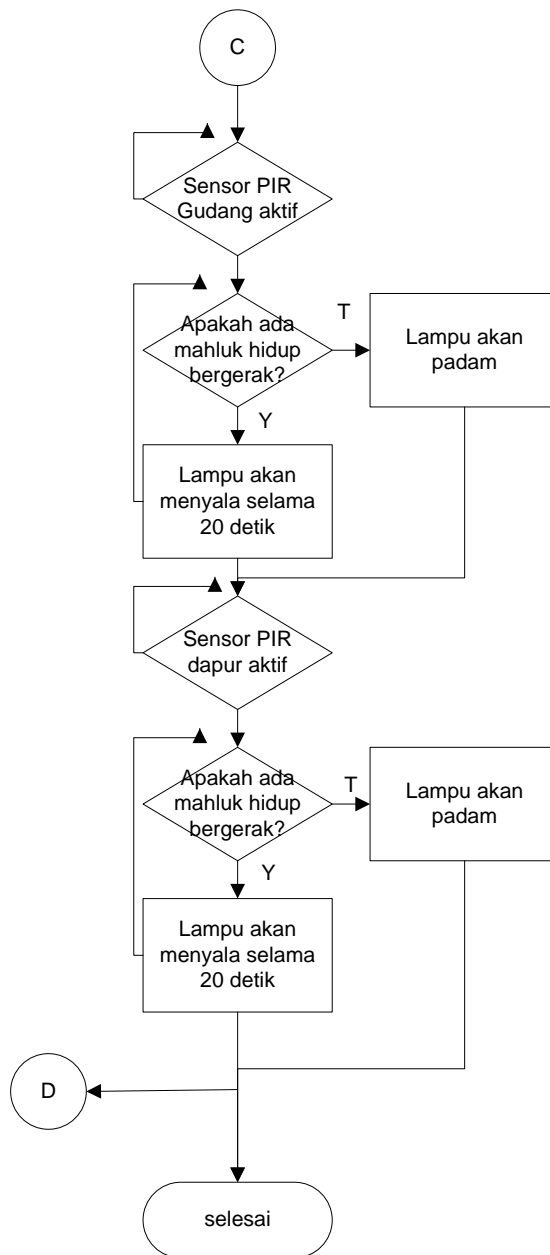 C
Sensor PIR
Gudang aktif
Apakah ada
mahluk hidup
bergerak?
T
Lampu akan
padam
Y
Lampu akan
menyala selama
20 detik
Sensor PIR
dapur aktif
Apakah ada
mahluk hidup
bergerak?
T
Lampu akan
padam
Y
Lampu akan
menyala selama
20 detik
D
selesai